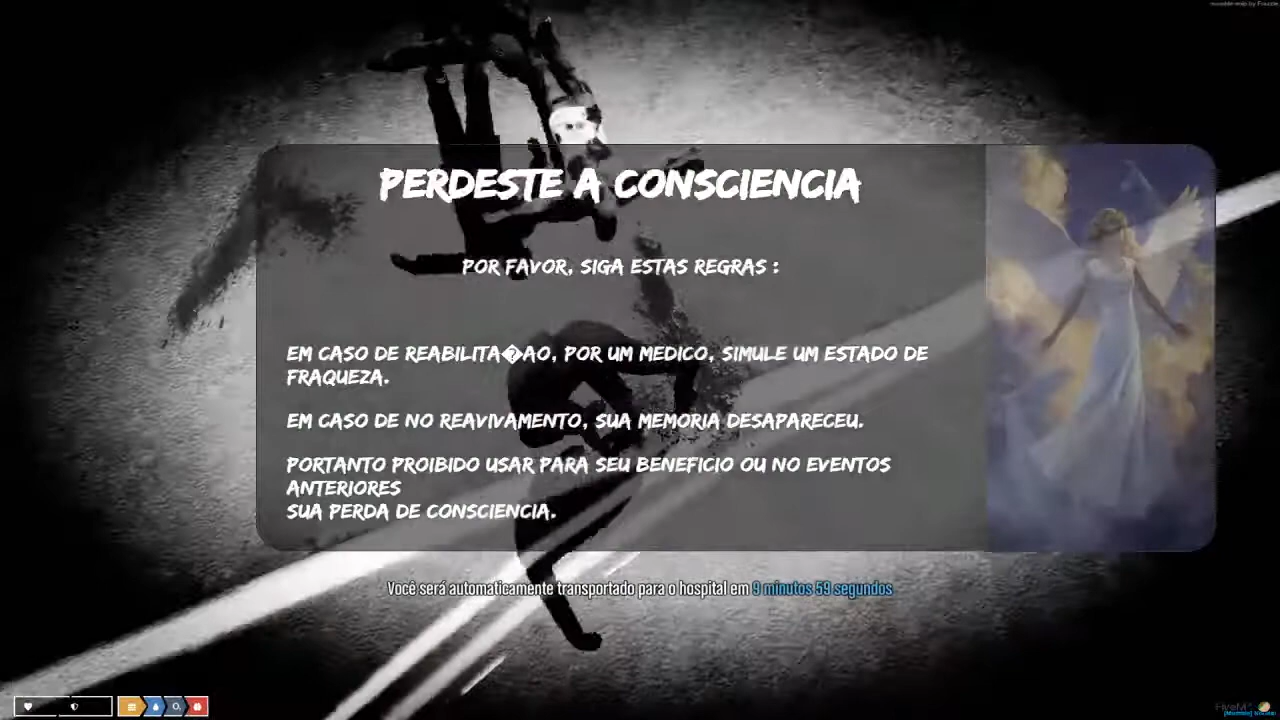 PERDESTE A CONSCIENCIA
POR FAVOR, SIGA ESTAS REGRAS :
EM CASO DE REABILITA�AO, POR UM MEDICO, SIMULE UM ESTADO DE
FRAQUEZA.
EM CASO DE NO REAVIVAMENTO, SUA MEMORIA DESAPARECEU.
PORTANTO PROIBIDO USAR PARA SEU BENEFICIO OU NO EVENTOS
ANTERIORES
SUA PERDA DE CONSCIENCIA.
Você será automaticamente transportado para o hospital em 9 minutos 59 segundos
FiveM